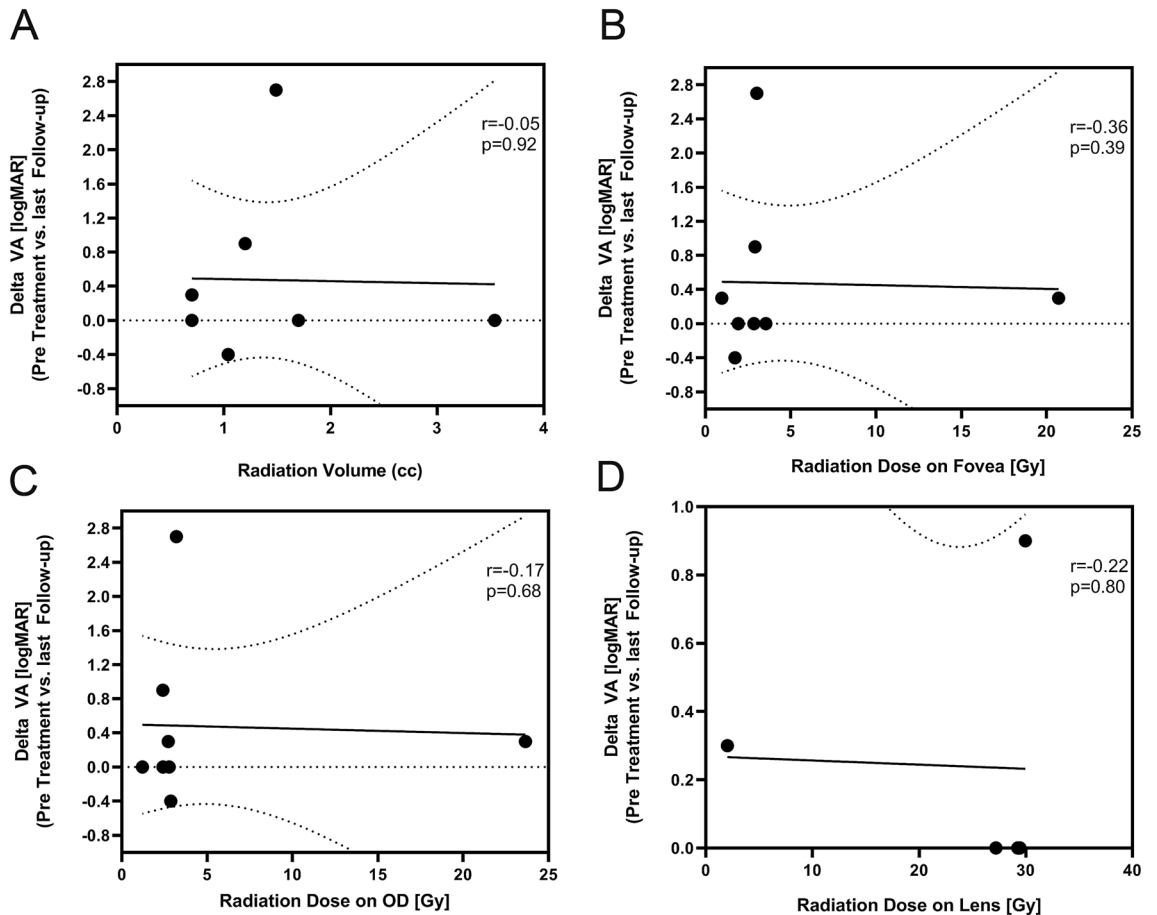 A
Delta VA [logMAR]
(Pre Treatment vs. last Follow-up)
2.8
2.4
2.0
1.6
1.2
0.8
0.4
0.0
-0.4
-0.8
r=-0.05
p=0.92
0 1 2 3 4
Radiation Volume (cc)
B
Delta VA [logMAR]
(Pre Treatment vs. last Follow-up)
2.8
2.4
2.0
1.6
1.2
0.8
0.4
0.0
-0.4
-0.8
r=-0.36
p=0.39
0 5 10 15 20 25
Radiation Dose on Fovea [Gy]
C
Delta VA [logMAR]
(Pre Treatment vs. last Follow-up)
2.8
2.4
2.0
1.6
1.2
0.8
0.4
0.0
-0.4
-0.8
r=-0.17
p=0.68
0 5 10 15 20 25
Radiation Dose on OD [Gy]
D
Delta VA [logMAR]
(Pre Treatment vs. last Follow-up)
1.0
0.8
0.6
0.4
0.2
0.0
r=-0.22
p=0.80
0 10 20 30 40
Radiation Dose on Lens [Gy]